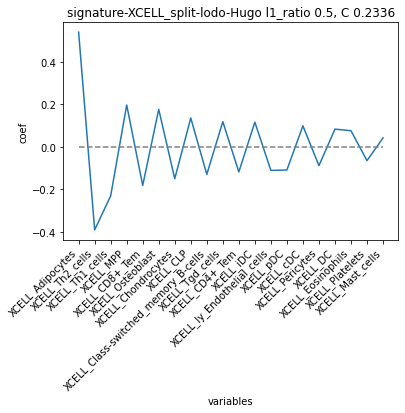 signature-XCELL_split-lodo-Hugo l1_ratio 0.5, C 0.2336
coef
0.4
0.2
0.0
−0.2
−0.4
XCELL_Adipocytes
XCELL_Th2_cells
XCELL_Th1_cells
XCELL_MPP
XCELL_CD8+_Tem
XCELL_Osteoblast
XCELL_Chondrocytes
XCELL_CLP
XCELL_Class-switched_memory_B-cells
XCELL_Tgd_cells
XCELL_CD4+_Tem
XCELL_iDC
XCELL_ly_Endothelial_cells
XCELL_pDC
XCELL_cDC
XCELL_Pericytes
XCELL_DC
XCELL_Eosinophils
XCELL_Platelets
XCELL_Mast_cells
variables